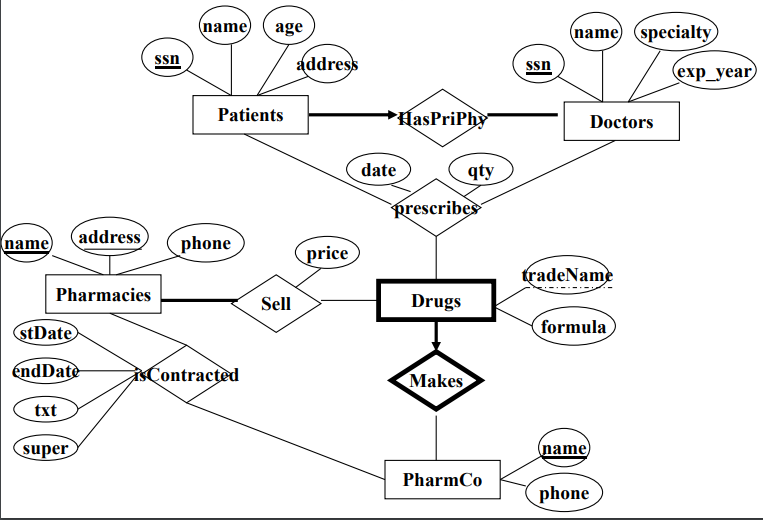 name
age
ssn
address
name
specialty
ssn
exp_year
Patients
HasPriPhy
Doctors
date
qty
prescribes
name
address
phone
price
Pharmacies
Sell
Drugs
tradeName
formula
stDate
endDate
isContracted
Makes
txt
super
PharmCo
name
phone